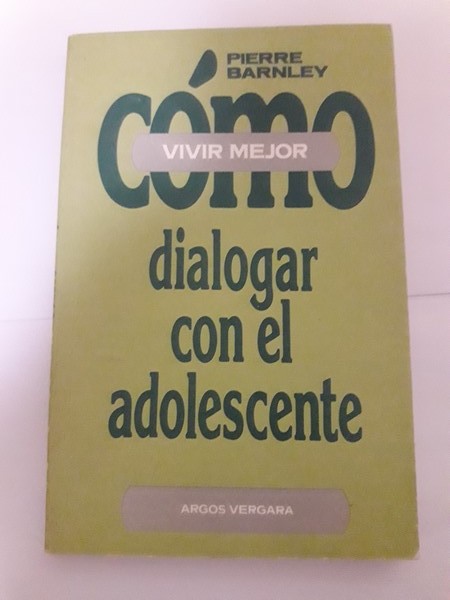 PIERRE
BARNLEY
cómo
VIVIR MEJOR
dialogar
con el
adolescente
ARGOS VERGARA